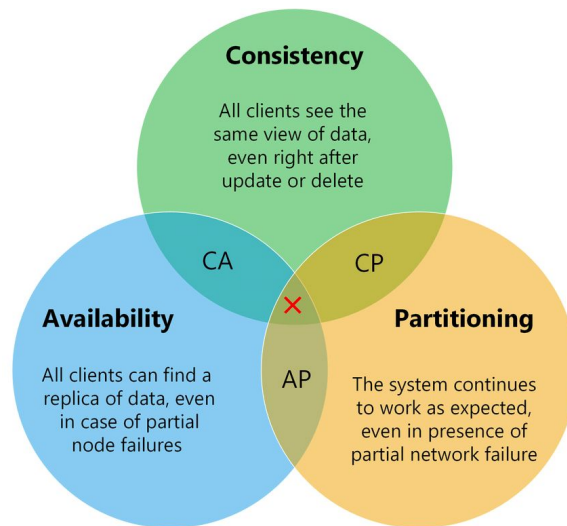 Consistency
All clients see the
same view of data,
even right after
update or delete
CA
CP
Availability
All clients can find a
replica of data, even
in case of partial
node failures
Partitioning
The system continues
to work as expected,
even in presence of
partial network failure
AP